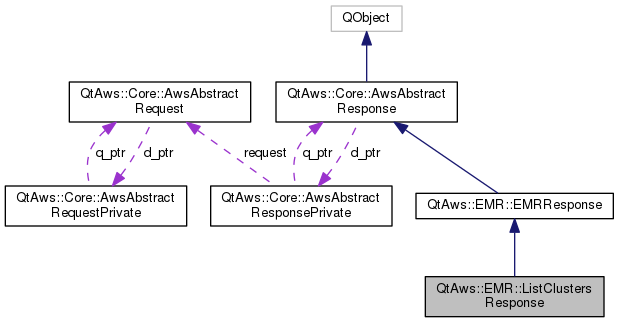 QObject
QtAws::Core::AwsAbstract
Request
QtAws::Core::AwsAbstract
Response
q_ptr
d_ptr
request
q_ptr
d_ptr
QtAws::Core::AwsAbstract
RequestPrivate
QtAws::Core::AwsAbstract
ResponsePrivate
QtAws::EMR::EMRResponse
QtAws::EMR::ListClusters
Response